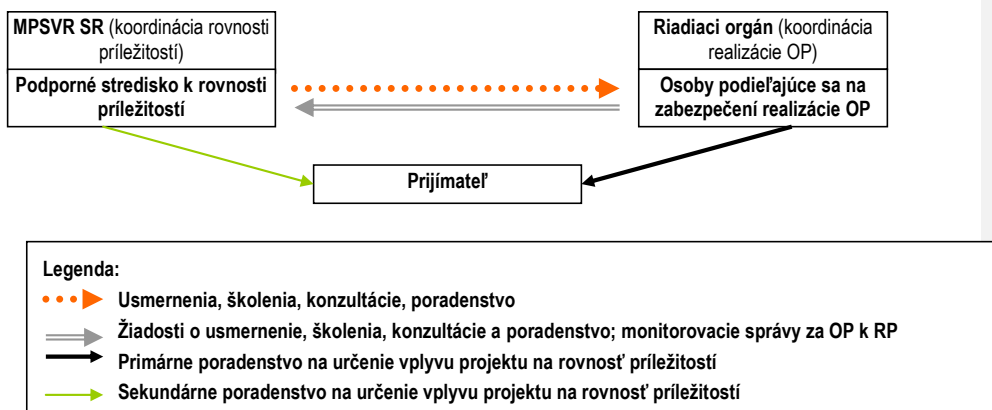 MPSVR SR (koordinácia rovnosti
príležitostí)
Podporné stredisko k rovnosti
príležitostí
Riadiaci orgán (koordinácia
realizácie OP)
Osoby podieľajúce sa na
zabezpečení realizácie OP
Prijímateľ
Legenda:
Usmernenia, školenia, konzultácie, poradenstvo
Žiadosti o usmernenie, školenia, konzultácie a poradenstvo; monitorovacie správy za OP k RP
Primárne poradenstvo na určenie vplyvu projektu na rovnosť príležitostí
Sekundárne poradenstvo na určenie vplyvu projektu na rovnosť príležitostí